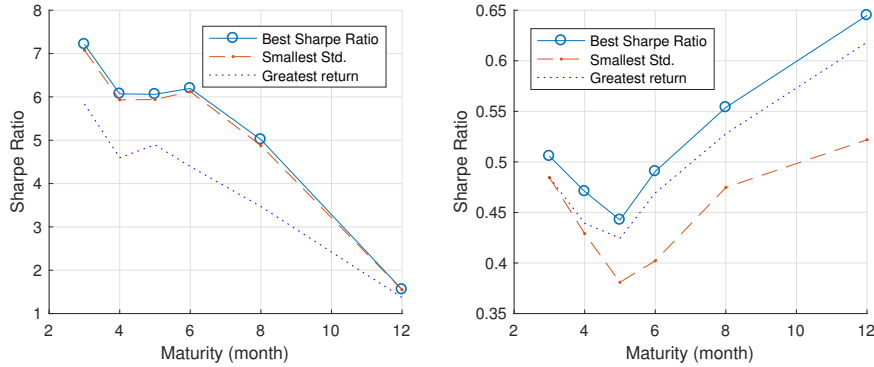 8
7
6
5
4
3
2
1
2 4 6 8 10 12
Sharpe Ratio
Maturity (month)
Best Sharpe Ratio
Smallest Std.
Greatest return
0.65
0.6
0.55
0.5
0.45
0.4
0.35
2 4 6 8 10 12
Sharpe Ratio
Maturity (month)
Best Sharpe Ratio
Smallest Std.
Greatest return